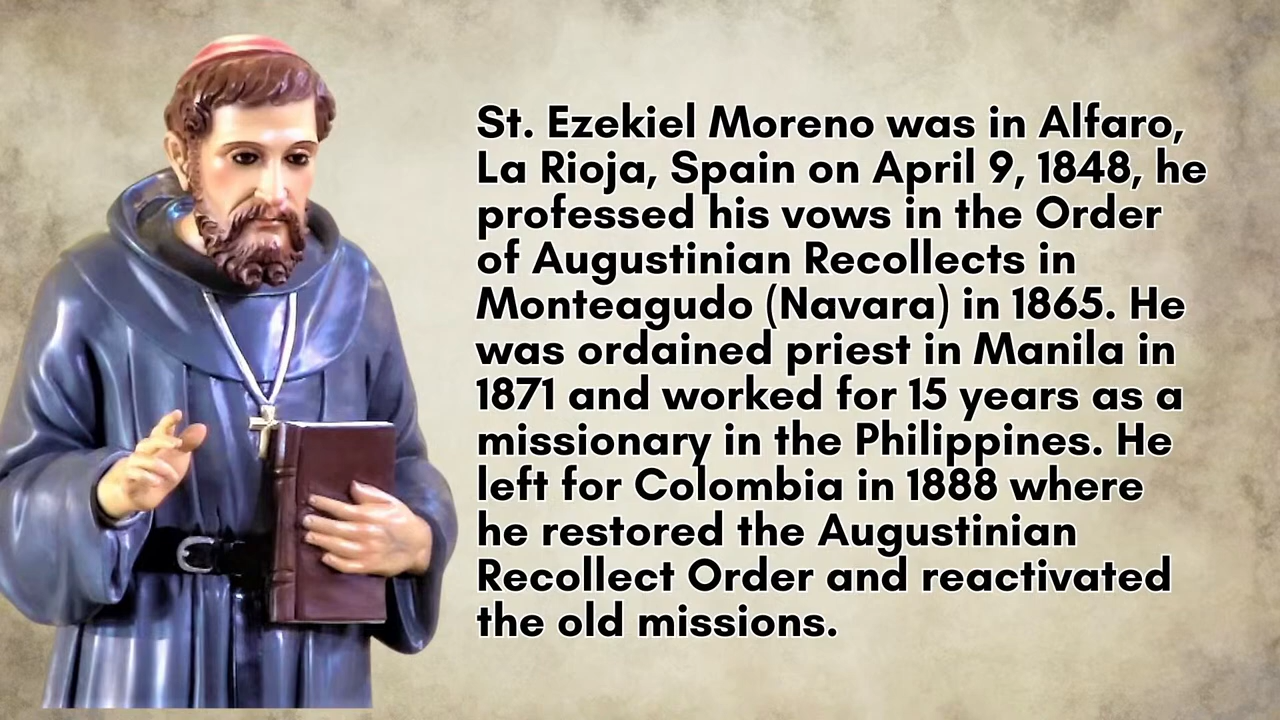 St. Ezekiel Moreno was in Alfaro,
La Rioja, Spain on April 9, 1848, he
professed his vows in the Order
of Augustinian Recollects in
Monteagudo (Navara) in 1865. He
was ordained priest in Manila in
1871 and worked for 15 years as a
missionary in the Philippines. He
left for Colombia in 1888 where
he restored the Augustinian
Recollect Order and reactivated
the old missions.